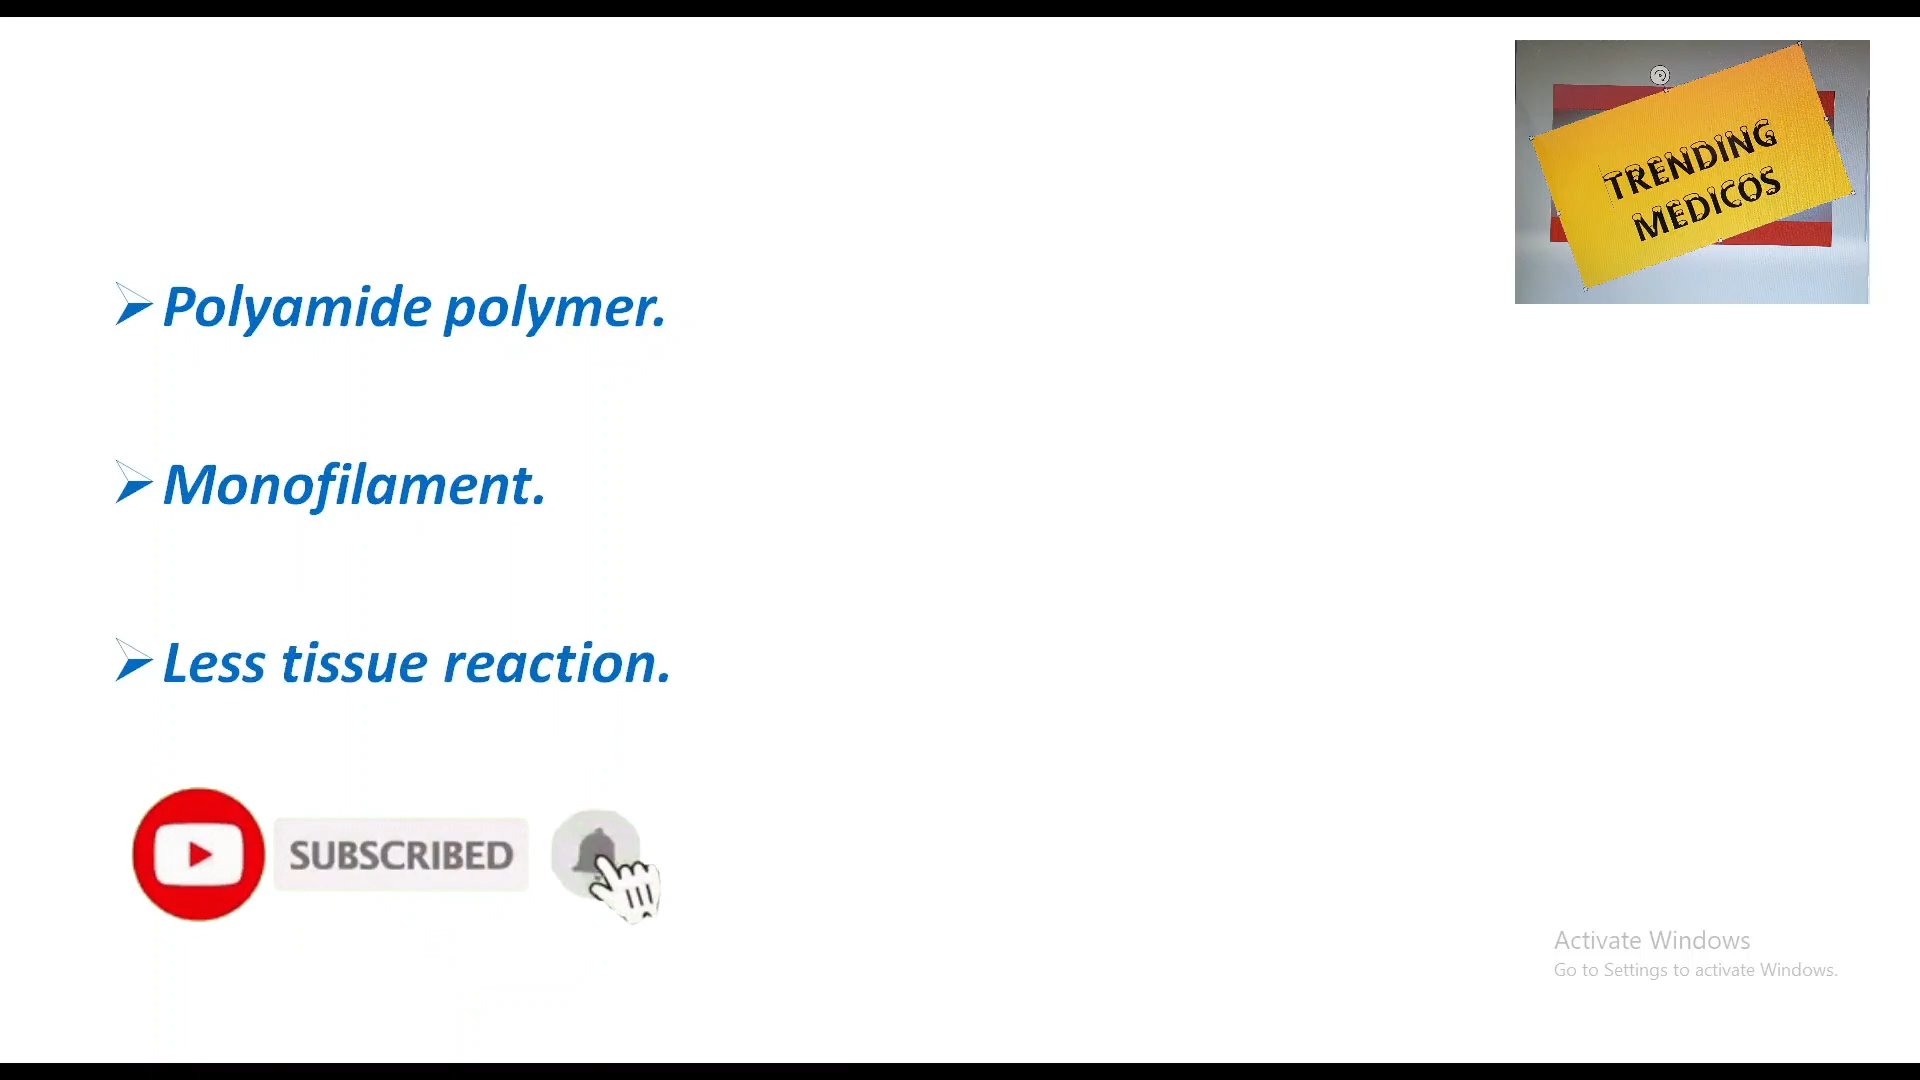 TRENDING
MEDICOS
Polyamide polymer.
Monofilament.
Less tissue reaction.
SUBSCRIBED
Activate Windows
Go to Settings to activate Windows.